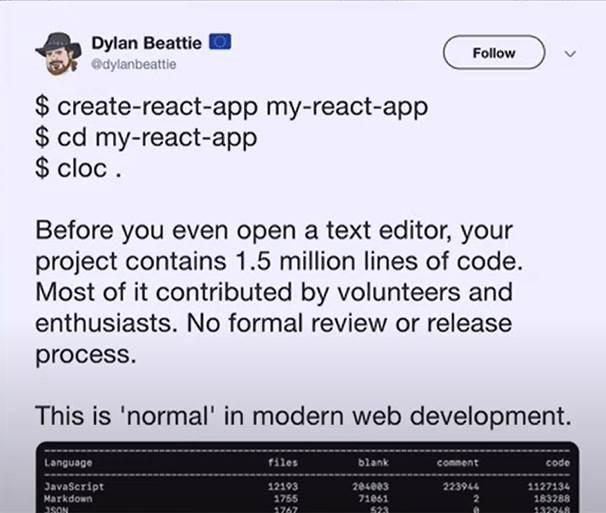 Dylan Beattie
@dylanbeattie
Follow
$ create-react-app my-react-app
$ cd my-react-app
$ cloc .
Before you even open a text editor, your
project contains 1.5 million lines of code.
Most of it contributed by volunteers and
enthusiasts. No formal review or release
process.
This is 'normal' in modern web development.
Language files blank comment code
JavaScript 12193 204003 223944 1127134
Markdown 1755 71061 2 183288
JSON 1767 523 0 132948